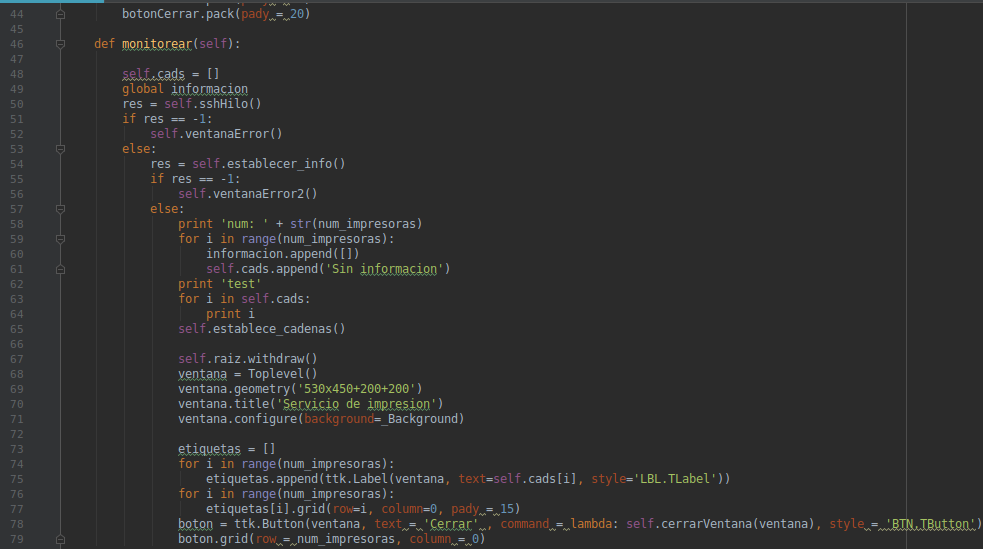 44 botonCerrar.pack(pady = 20)
45
46 def monitorear(self):
47
48 self.cads = []
49 global informacion
50 res = self.sshHilo()
51 if res == -1:
52 self.ventanaError()
53 else:
54 res = self.establecer_info()
55 if res == -1:
56 self.ventanaError2()
57 else:
58 print 'num: ' + str(num_impresoras)
59 for i in range(num_impresoras):
60 informacion.append([])
61 self.cads.append('Sin informacion')
62 print 'test'
63 for i in self.cads:
64 print i
65 self.establece_cadenas()
66
67 self.raiz.withdraw()
68 ventana = Toplevel()
69 ventana.geometry('530x450+200+200')
70 ventana.title('Servicio de impresion')
71 ventana.configure(background=_Background)
72
73 etiquetas = []
74 for i in range(num_impresoras):
75 etiquetas.append(ttk.Label(ventana, text=self.cads[i], style='LBL.TLabel'))
76 for i in range(num_impresoras):
77 etiquetas[i].grid(row=i, column=0, pady = 15)
78 boton = ttk.Button(ventana, text = 'Cerrar' , command = lambda: self.cerrarVentana(ventana), style = 'BTN.TButton')
79 boton.grid(row = num_impresoras, column = 0)